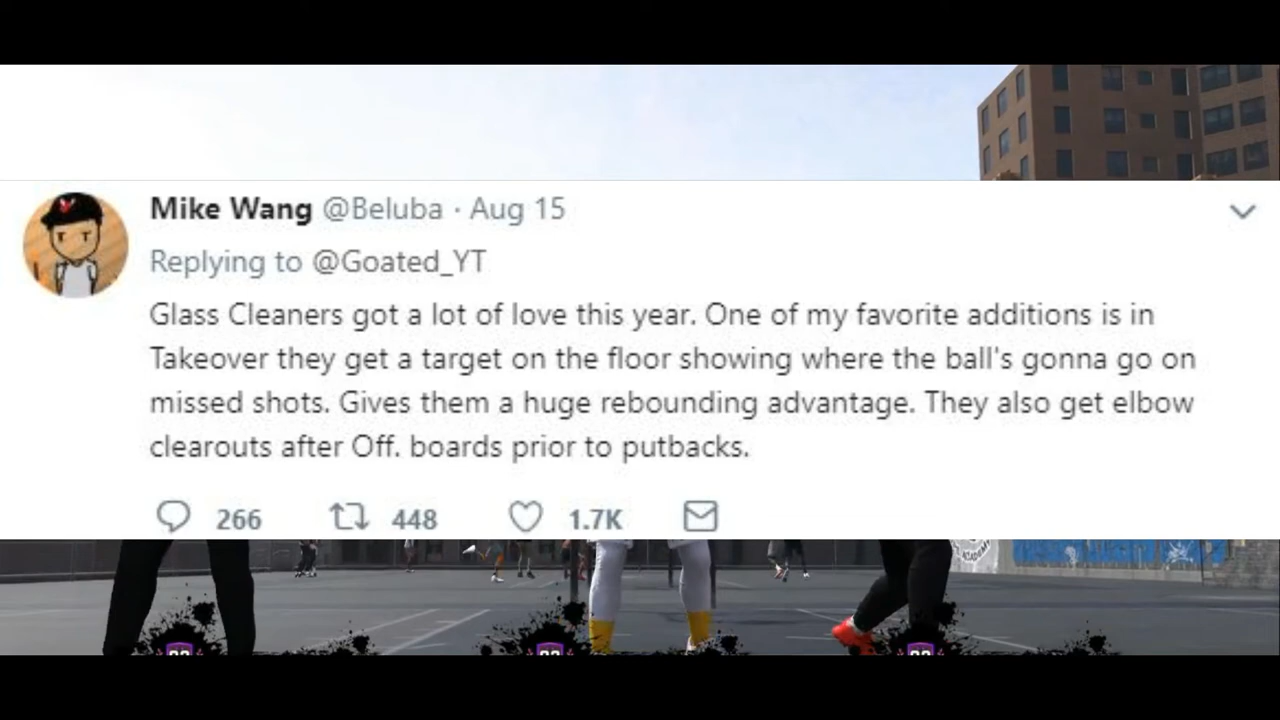 Mike Wang @Beluba · Aug 15
Replying to @Goated_YT
Glass Cleaners got a lot of love this year. One of my favorite additions is in
Takeover they get a target on the floor showing where the ball's gonna go on
missed shots. Gives them a huge rebounding advantage. They also get elbow
clearouts after Off. boards prior to putbacks.
266 448 1.7K